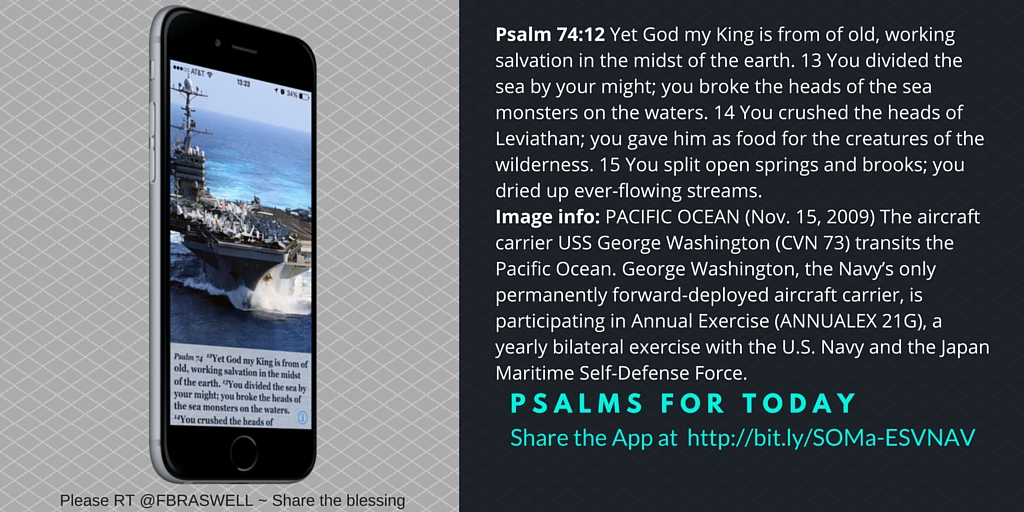 AT&T
13:23
34%
Psalm 74 ¹²Yet God my King is from of
old, working salvation in the midst
of the earth. ¹³You divided the sea by
your might; you broke the heads of
the sea monsters on the waters.
¹⁴You crushed the heads of
Please RT @FBRASWELL ~ Share the blessing
Psalm 74:12 Yet God my King is from of old, working
salvation in the midst of the earth. 13 You divided the
sea by your might; you broke the heads of the sea
monsters on the waters. 14 You crushed the heads of
Leviathan; you gave him as food for the creatures of the
wilderness. 15 You split open springs and brooks; you
dried up ever-flowing streams.
Image info: PACIFIC OCEAN (Nov. 15, 2009) The aircraft
carrier USS George Washington (CVN 73) transits the
Pacific Ocean. George Washington, the Navy’s only
permanently forward-deployed aircraft carrier, is
participating in Annual Exercise (ANNUALEX 21G), a
yearly bilateral exercise with the U.S. Navy and the Japan
Maritime Self-Defense Force.
PSALMS FOR TODAY
Share the App at http://bit.ly/SOMa-ESVNAV